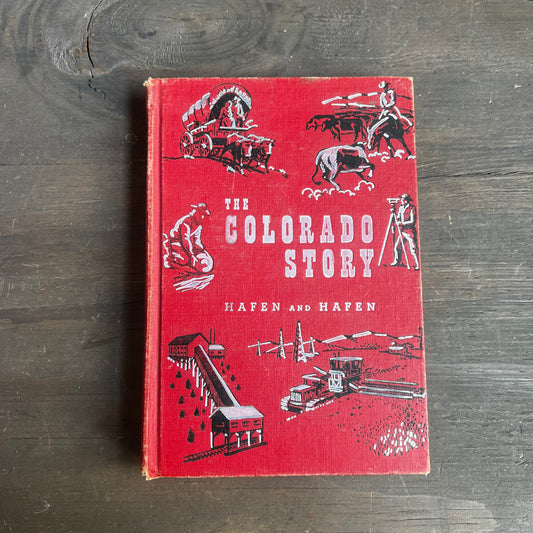 THE
COLORADO
STORY
HAFEN AND HAFEN